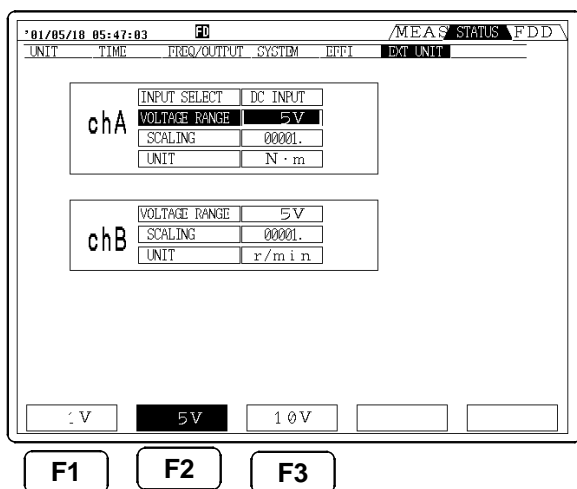 '01/05/18 05:47:03 FD MEAS STATUS FDD
UNIT TIME FREQ/OUTPUT SYSTEM EFFI EXT UNIT
chA
INPUT SELECT DC INPUT
VOLTAGE RANGE 5V
SCALING 00001.
UNIT N·m
chB
VOLTAGE RANGE 5V
SCALING 00001.
UNIT r/min
1V 5V 10V
F1 F2 F3